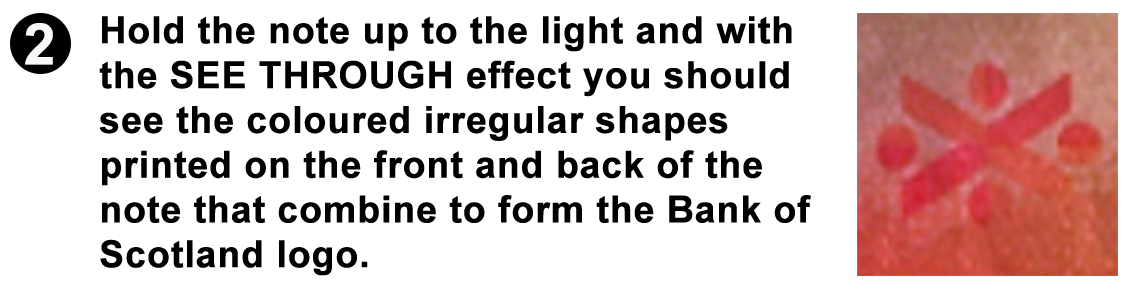 2 Hold the note up to the light and with
the SEE THROUGH effect you should
see the coloured irregular shapes
printed on the front and back of the
note that combine to form the Bank of
Scotland logo.